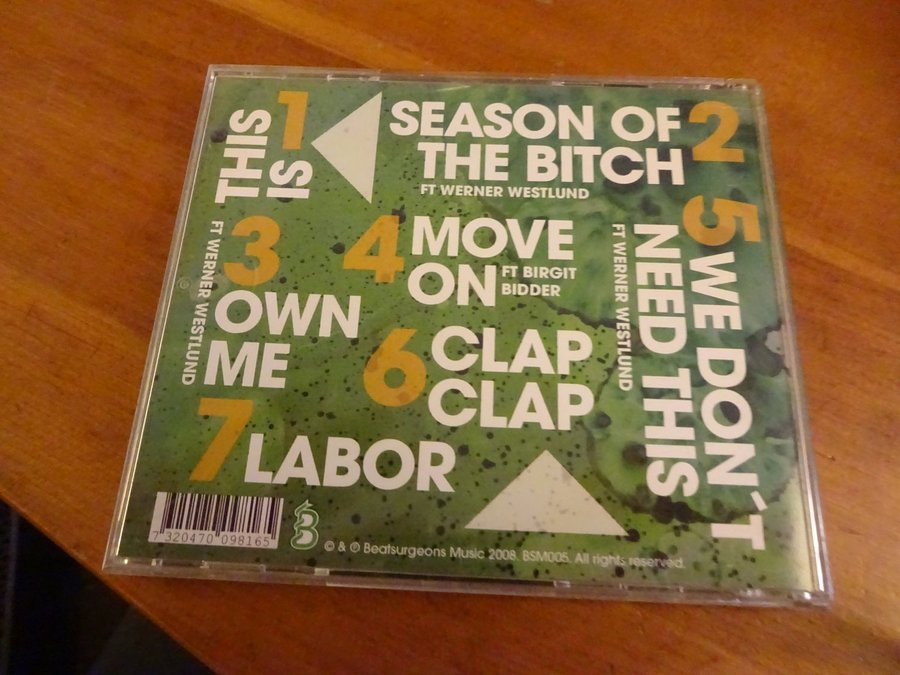 1
THIS
IS
SEASON OF
THE BITCH
FT WERNER WESTLUND
2
3
OWN
ME
FT WERNER WESTLUND
4
MOVE
ON
FT BIRGIT
BIDDER
5
WE DON´T
NEED THIS
FT WERNER WESTLUND
6
CLAP
CLAP
7
LABOR
7 320470 098165
B
© & ℗ Beatsurgeons Music 2008. BSM005. All rights reserved.